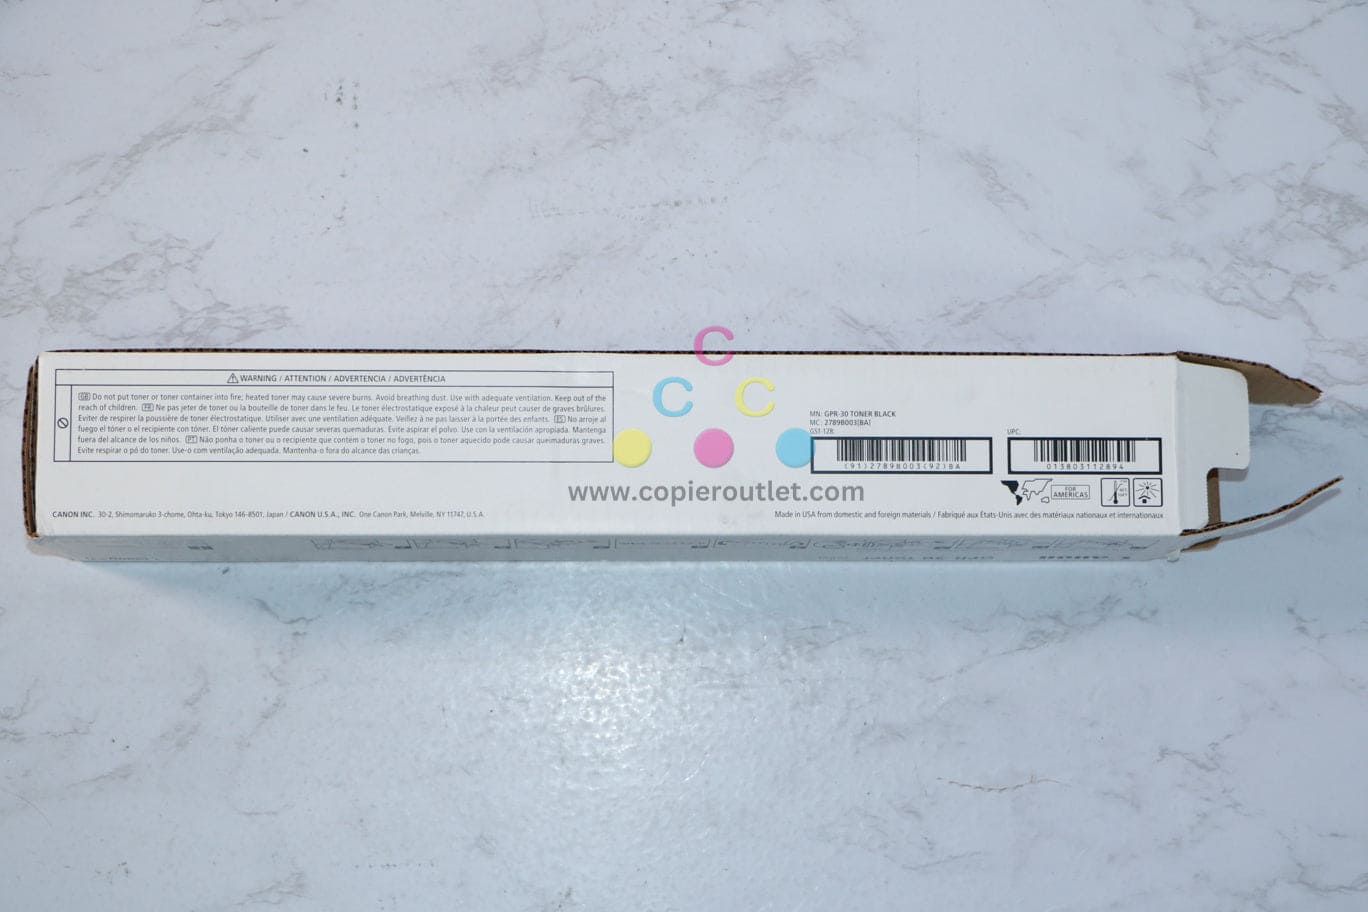 WARNING / ATTENTION / ADVERTENCIA / ADVERTÊNCIA
GB Do not put toner or toner container into fire; heated toner may cause severe burns. Avoid breathing dust. Use with adequate ventilation. Keep out of the
reach of children. FR Ne pas jeter de toner ou la bouteille de toner dans le feu. Le toner électrostatique exposé à la chaleur peut causer de graves brûlures.
Eviter de respirer la poussière de toner électrostatique. Utiliser avec une ventilation adéquate. Veillez à ne pas laisser à la portée des enfants. ES No arroje al
fuego el tóner o el recipiente con tóner. El tóner caliente puede causar severas quemaduras. Evite aspirar el polvo. Use con la ventilación apropiada. Mantenga
fuera del alcance de los niños. PT Não ponha o toner ou o recipiente que contém o toner no fogo, pois o toner aquecido pode causar queimaduras graves.
Evite respirar o pó do toner. Use-o com ventilação adequada. Mantenha-o fora do alcance das crianças.
C
C C
www.copieroutlet.com
MN: GPR-30 TONER BLACK
MC: 2789B003[BA]
GS1-128: UPC:
(91)2789B003(92)BA 013803112894
FOR
AMERICAS
CANON INC. 30-2, Shimomaruko 3-chome, Ohta-ku, Tokyo 146-8501, Japan / CANON U.S.A., INC. One Canon Park, Melville, NY 11747, U.S.A.
Made in USA from domestic and foreign materials / Fabriqué aux États-Unis avec des matériaux nationaux et internationaux
Canon